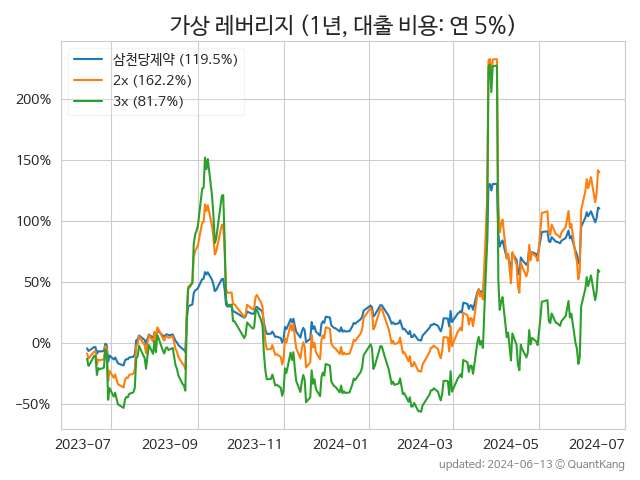 가상 레버리지 (1년, 대출 비용: 연 5%)
삼천당제약 (119.5%)
2x (162.2%)
3x (81.7%)
200%
150%
100%
50%
0%
−50%
2023-07
2023-09
2023-11
2024-01
2024-03
2024-05
2024-07
updated: 2024-06-13 © QuantKang